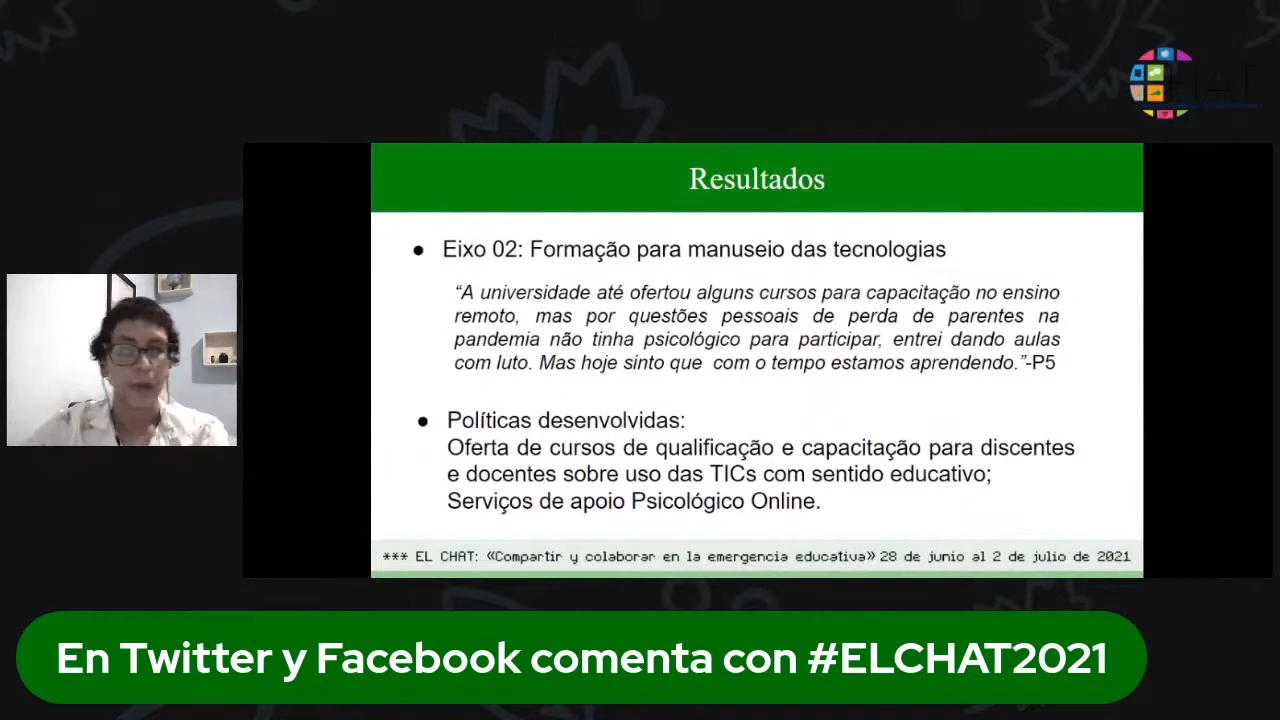 Resultados
● Eixo 02: Formação para manuseio das tecnologias
“A universidade até ofertou alguns cursos para capacitação no ensino
remoto, mas por questões pessoais de perda de parentes na
pandemia não tinha psicológico para participar, entrei dando aulas
com luto. Mas hoje sinto que com o tempo estamos aprendendo.”-P5
● Políticas desenvolvidas:
Oferta de cursos de qualificação e capacitação para discentes
e docentes sobre uso das TICs com sentido educativo;
Serviços de apoio Psicológico Online.
*** EL CHAT: «Compartir y colaborar en la emergencia educativa» 28 de junio al 2 de julio de 2021
En Twitter y Facebook comenta con #ELCHAT2021